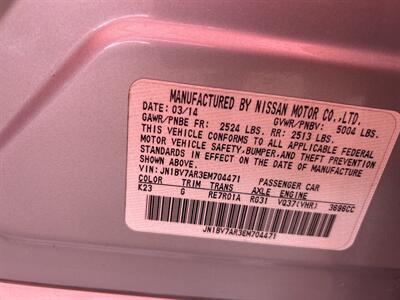 MANUFACTURED BY NISSAN MOTOR CO.,LTD.
DATE: 03/14 GVWR/PNBV: 5004 LBS.
GAWR/PNBE FR: 2524 LBS. RR: 2513 LBS.
THIS VEHICLE CONFORMS TO ALL APPLICABLE FEDERAL
MOTOR VEHICLE SAFETY, BUMPER, AND THEFT PREVENTION
STANDARDS IN EFFECT ON THE DATE OF MANUFACTURE
SHOWN ABOVE.
VIN: JN1BV7AR3EM704471 PASSENGER CAR
COLOR TRIM TRANS AXLE ENGINE
K23 G RE7R01A RG31 VQ37(VHR) 3696CC
JN1BV7AR3EM704471